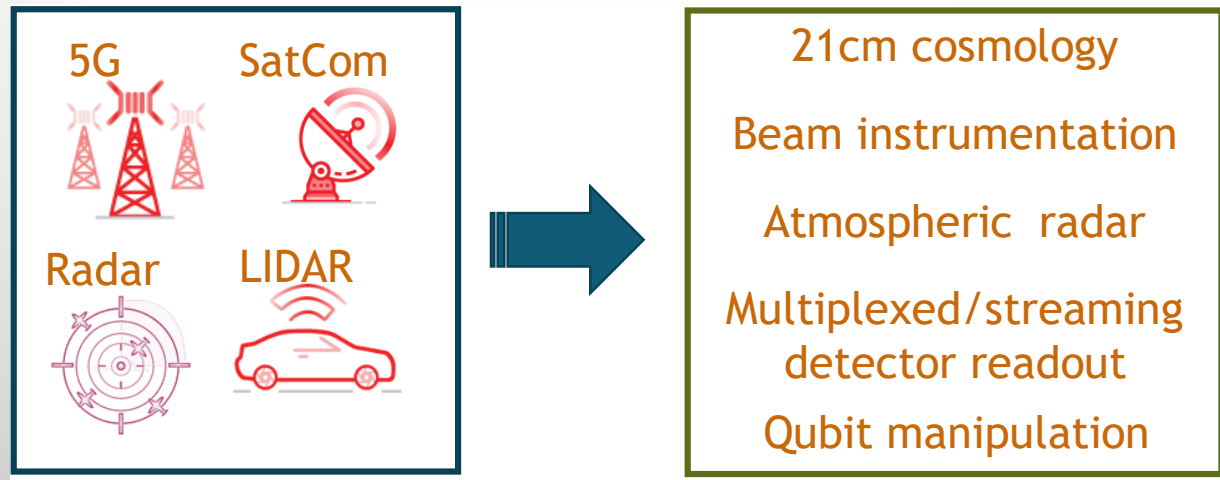 5G SatCom
Radar LIDAR
21cm cosmology
Beam instrumentation
Atmospheric radar
Multiplexed/streaming
detector readout
Qubit manipulation